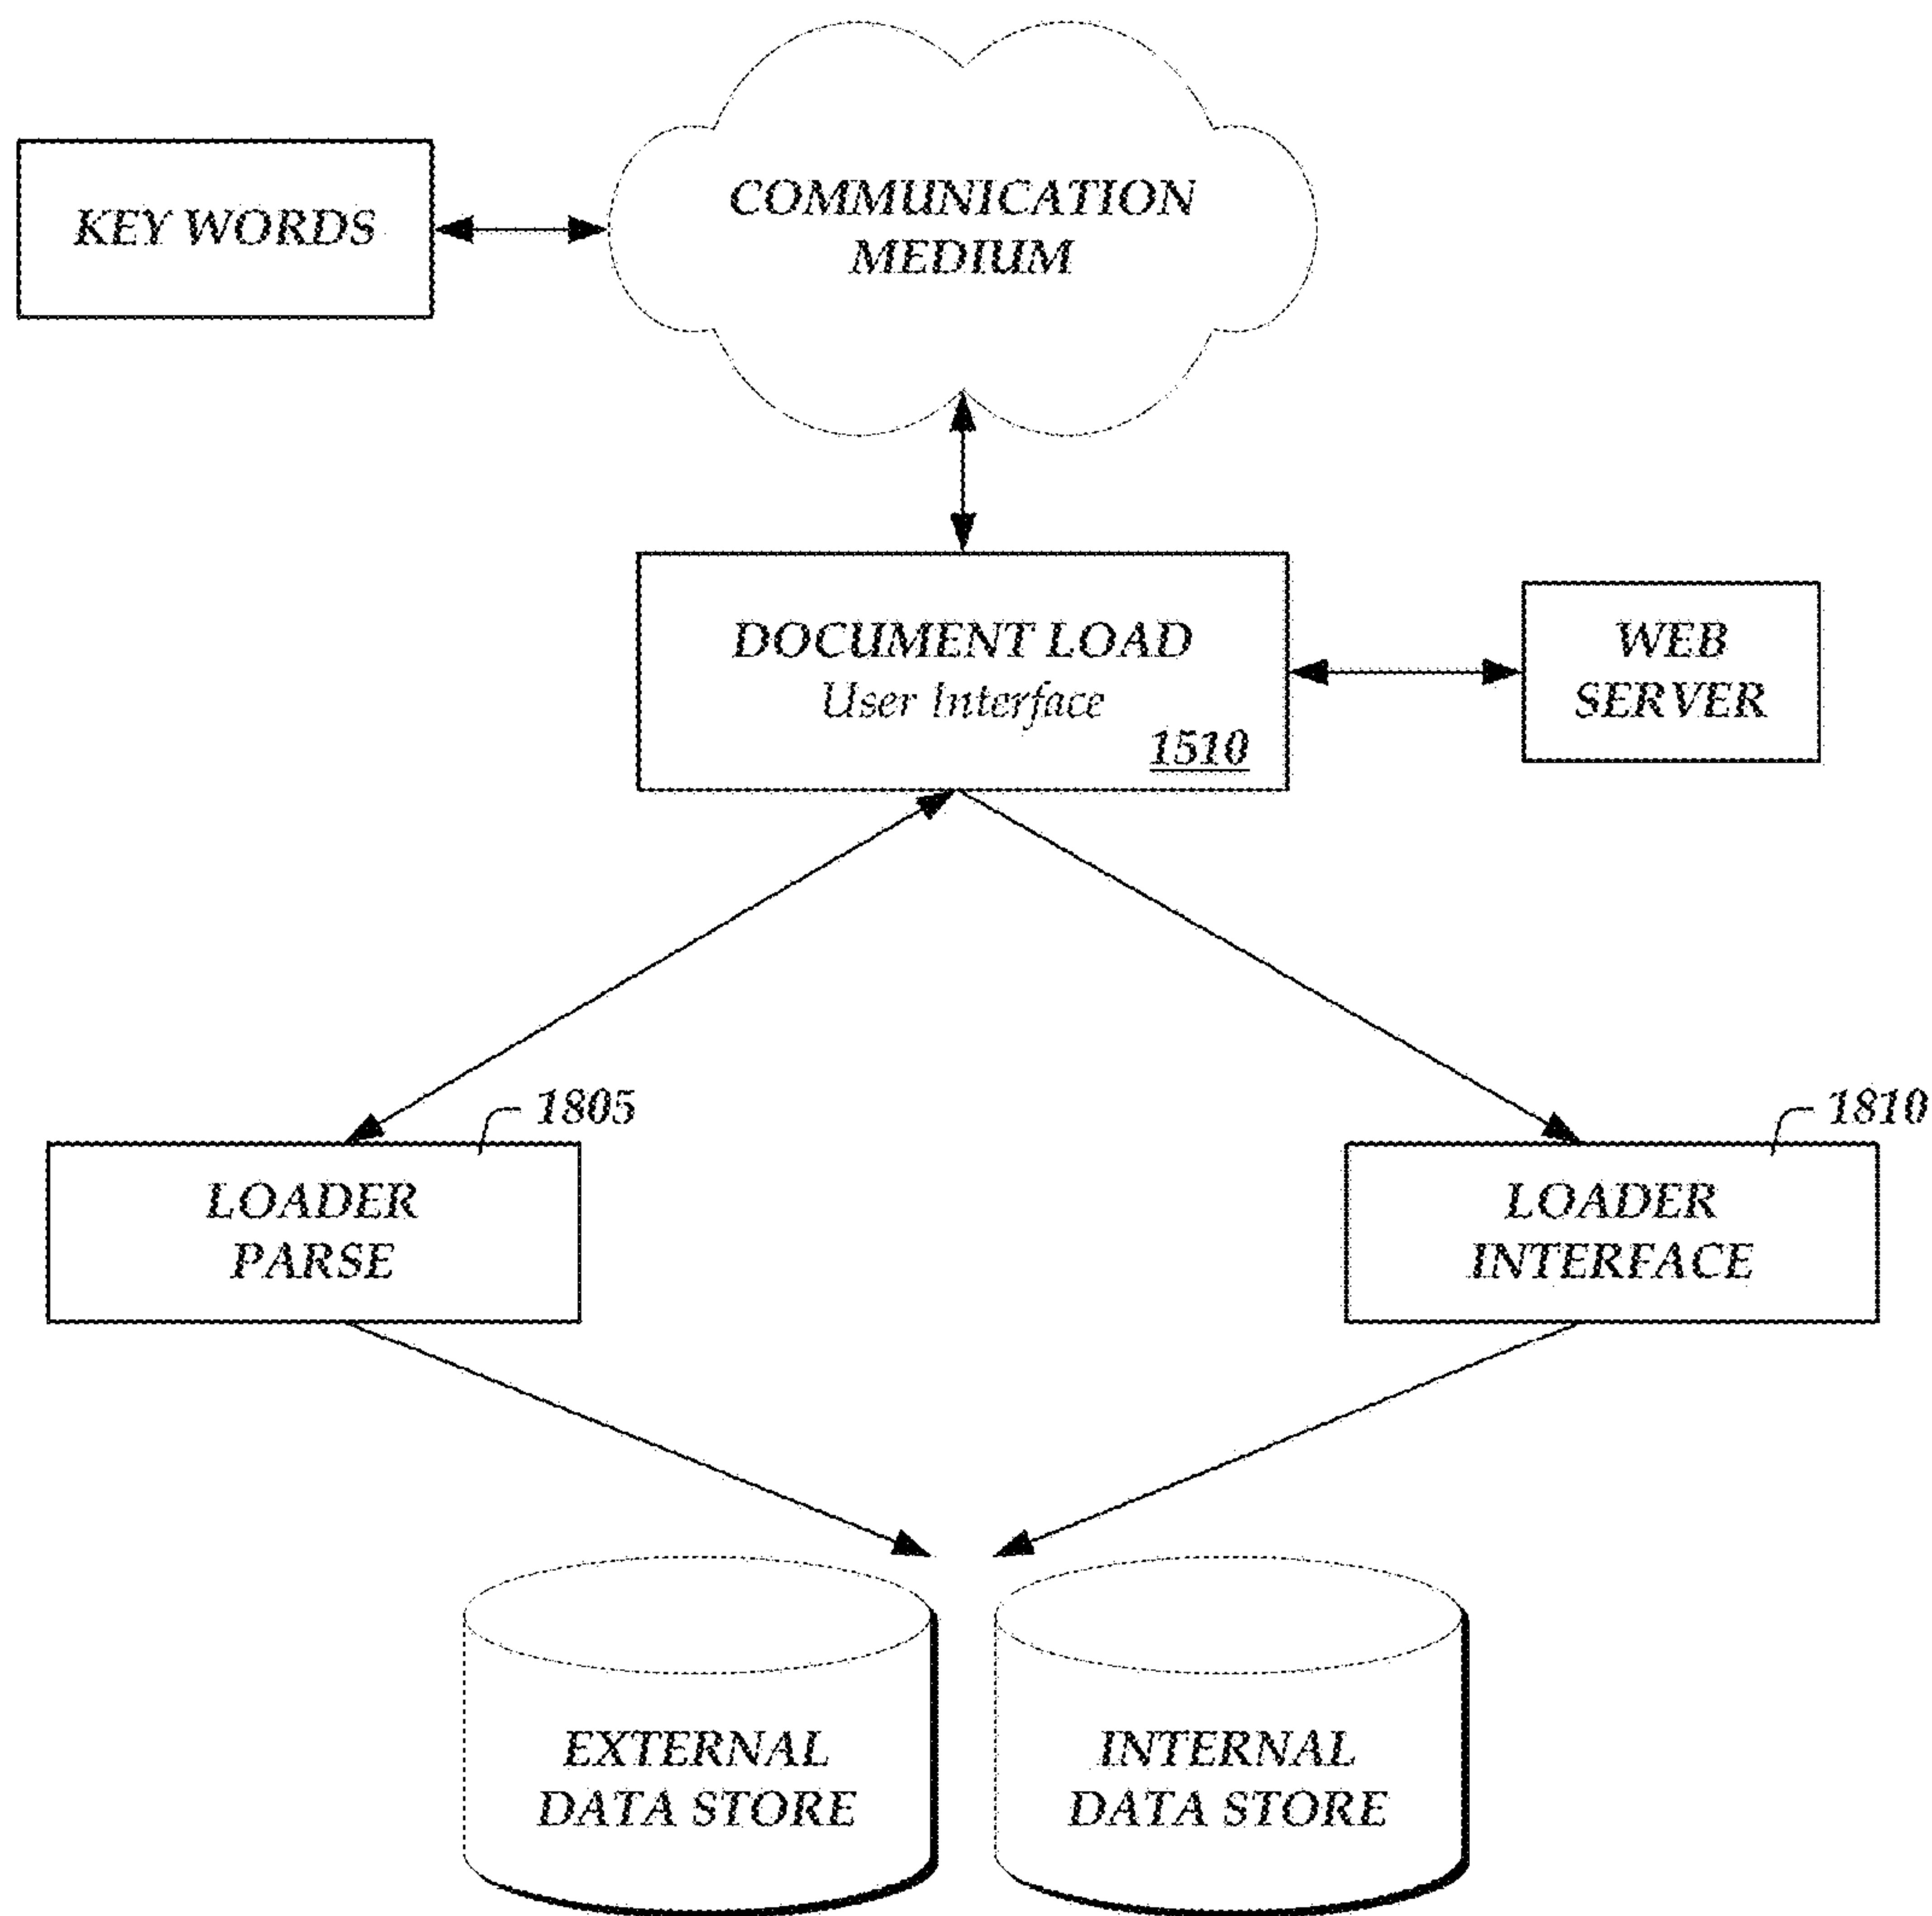 COMMUNICATION
MEDIUM
KEY WORDS
DOCUMENT LOAD
User Interface
1510
WEB
SERVER
1805
LOADER
PARSE
1810
LOADER
INTERFACE
EXTERNAL
DATA STORE
INTERNAL
DATA STORE